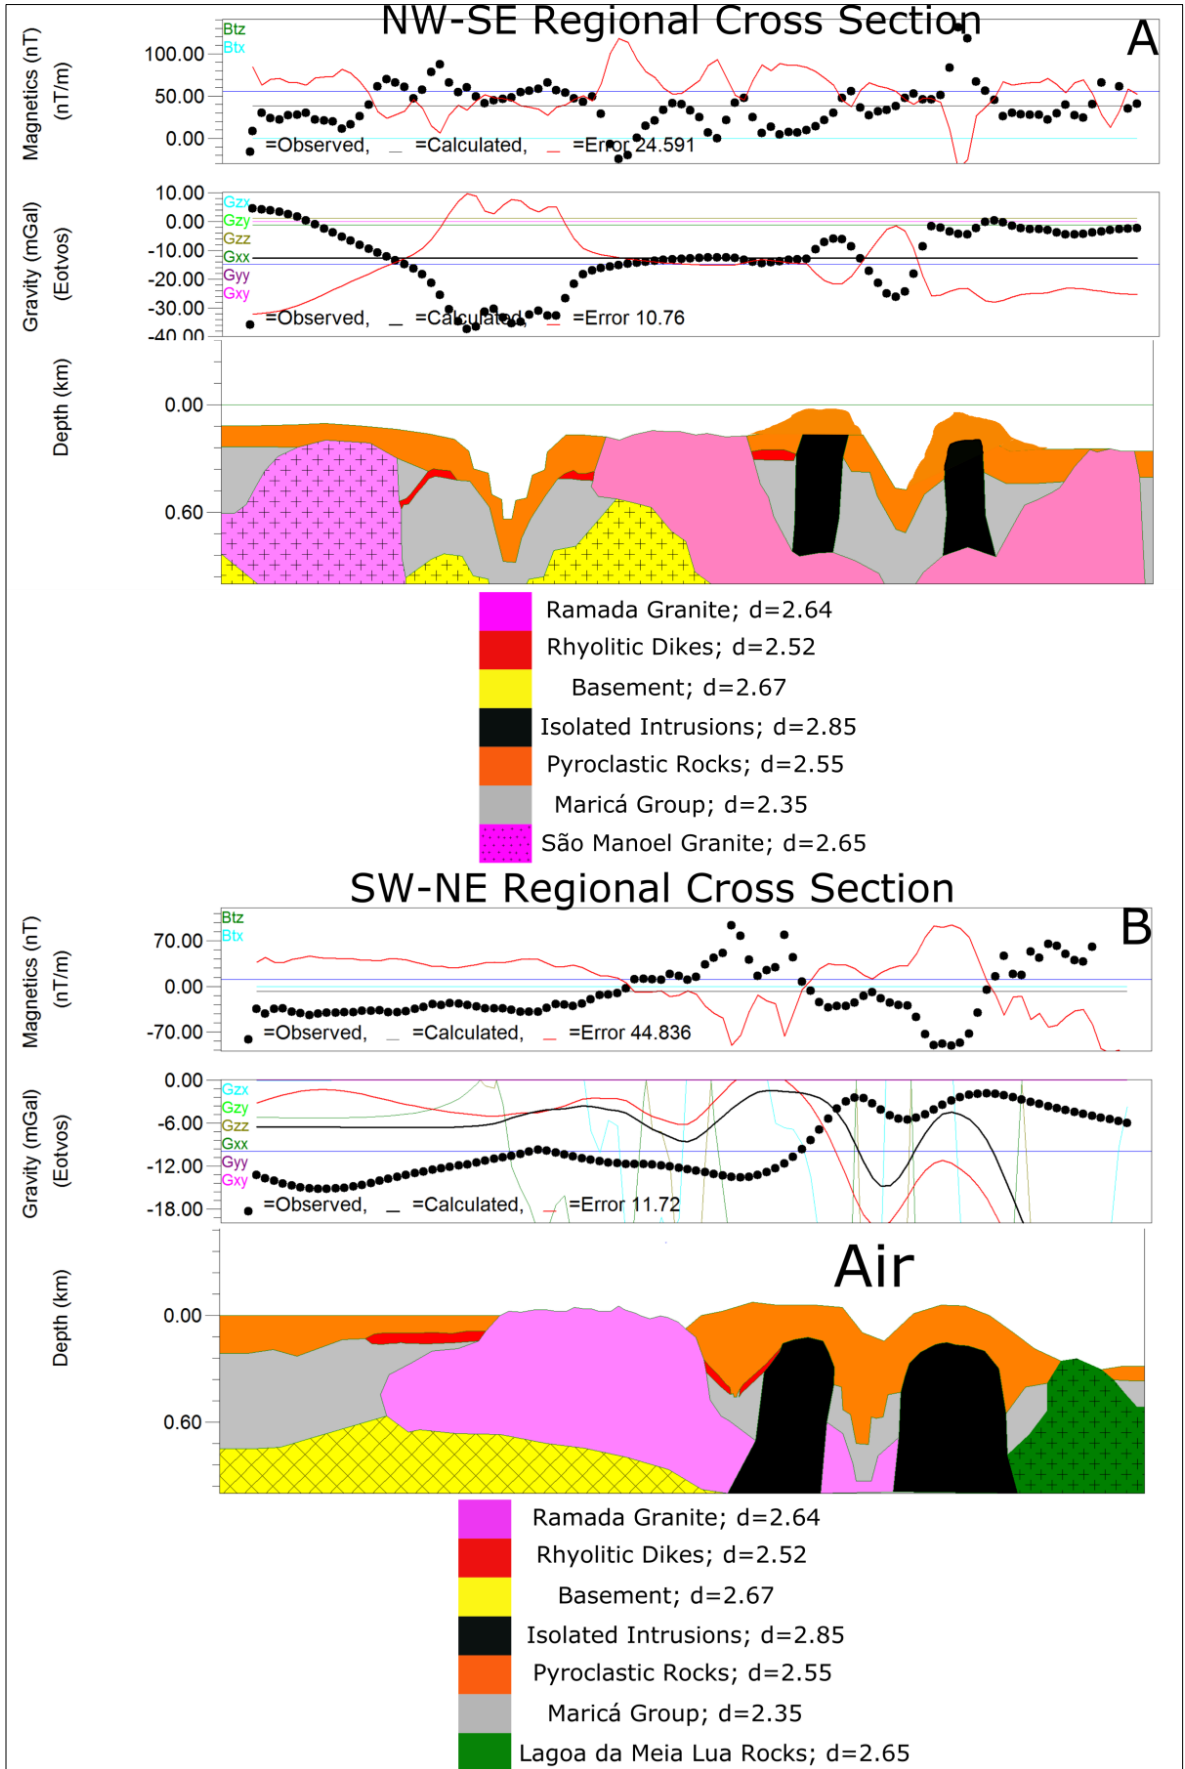 NW-SE Regional Cross Section
A
Magnetics (nT)
(nT/m)
Btz
Btx
100.00
50.00
0.00
=Observed, =Calculated, =Error 24.591
Gravity (mGal)
(Eotvos)
10.00
0.00
-10.00
-20.00
-30.00
-40.00
Gzx
Gzy
Gzz
Gxx
Gyy
Gxy
=Observed, =Calculated, =Error 10.76
Depth (km)
0.00
0.60
Ramada Granite; d=2.64
Rhyolitic Dikes; d=2.52
Basement; d=2.67
Isolated Intrusions; d=2.85
Pyroclastic Rocks; d=2.55
Maricá Group; d=2.35
São Manoel Granite; d=2.65
SW-NE Regional Cross Section
B
Magnetics (nT)
(nT/m)
Btz
Btx
70.00
0.00
-70.00
=Observed, =Calculated, =Error 44.836
Gravity (mGal)
(Eotvos)
0.00
-6.00
-12.00
-18.00
Gzx
Gzy
Gzz
Gxx
Gyy
Gxy
=Observed, =Calculated, =Error 11.72
Air
Depth (km)
0.00
0.60
Ramada Granite; d=2.64
Rhyolitic Dikes; d=2.52
Basement; d=2.67
Isolated Intrusions; d=2.85
Pyroclastic Rocks; d=2.55
Maricá Group; d=2.35
Lagoa da Meia Lua Rocks; d=2.65